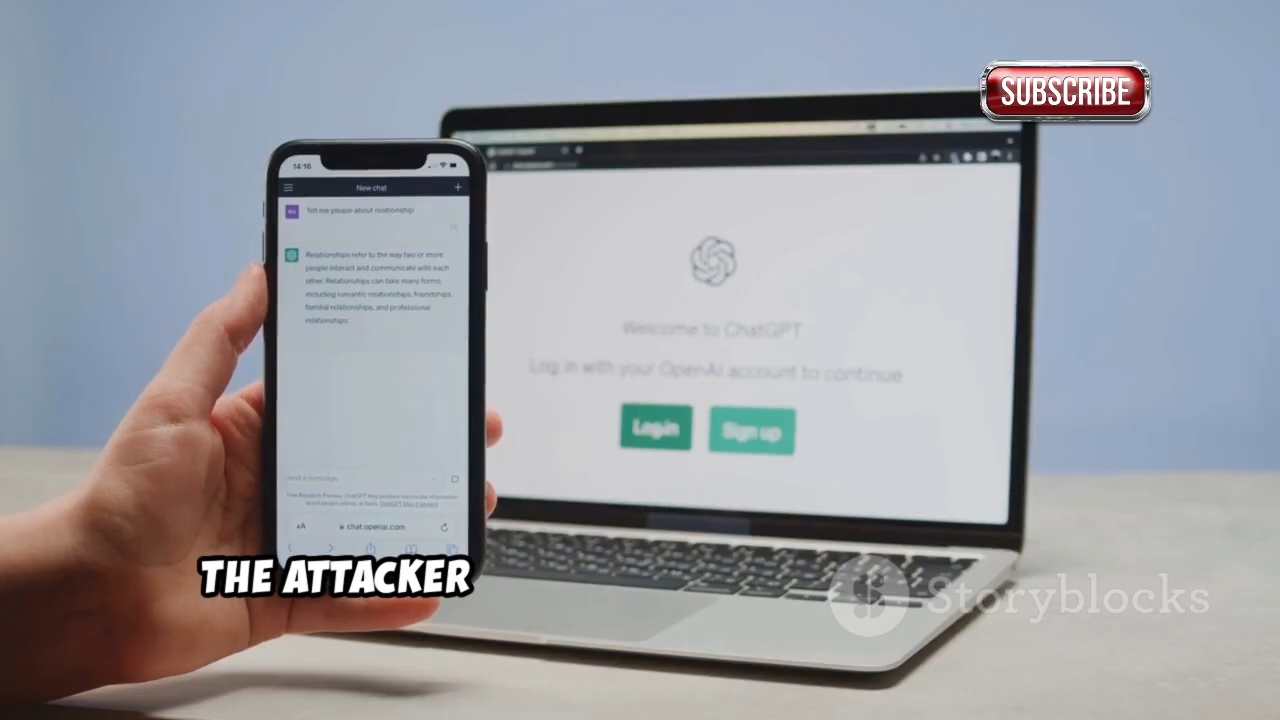 SUBSCRIBE
14:16
New chat
Tell me please about relationship
Relationships refer to the way two or more
people interact and communicate with each
other. Relationships can take many forms,
including romantic relationships, friendships,
familial relationships, and professional
relationships.
Send a message
AA
chat.openai.com
Welcome to ChatGPT
Log in with your OpenAI account to continue
Log in
Sign up
THE ATTACKER
Storyblocks